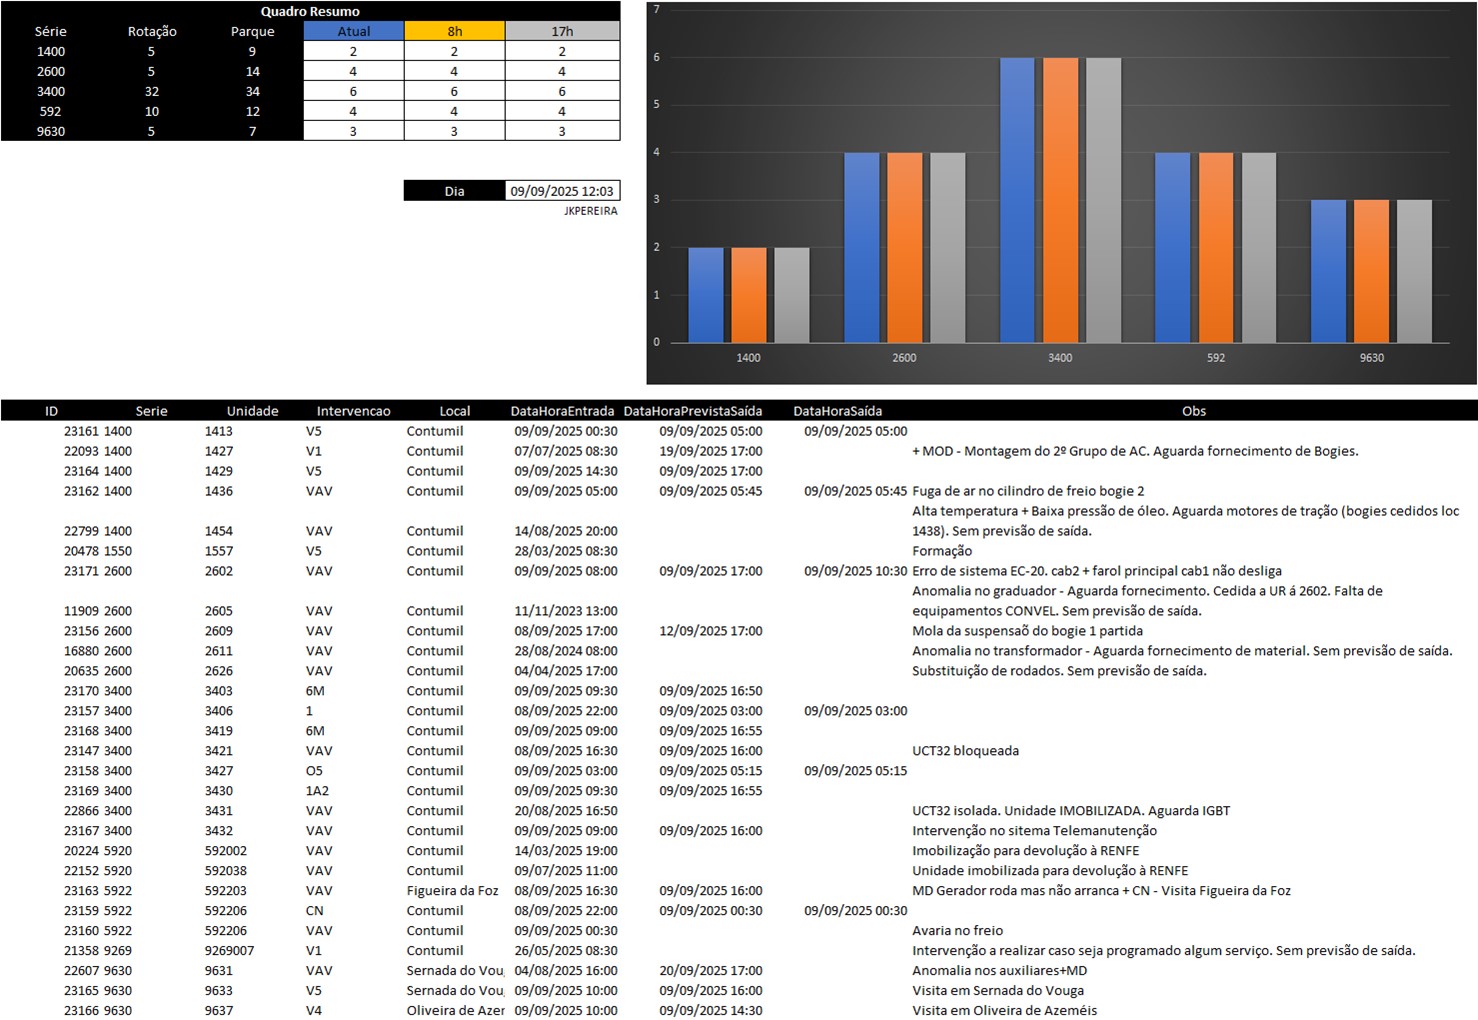 Quadro Resumo
Série Rotação Parque Atual 8h 17h
1400 5 9 2 2 2
2600 5 14 4 4 4
3400 32 34 6 6 6
592 10 12 4 4 4
9630 5 7 3 3 3
Dia 09/09/2025 12:03
JKPEREIRA
7
6
5
4
3
2
1
0
1400 2600 3400 592 9630
ID Serie Unidade Intervencao Local DataHoraEntrada DataHoraPrevistaSaída DataHoraSaída Obs
23161 1400 1413 V5 Contumil 09/09/2025 00:30 09/09/2025 05:00 09/09/2025 05:00
22093 1400 1427 V1 Contumil 07/07/2025 08:30 19/09/2025 17:00 + MOD - Montagem do 2º Grupo de AC. Aguarda fornecimento de Bogies.
23164 1400 1429 V5 Contumil 09/09/2025 14:30 09/09/2025 17:00
23162 1400 1436 VAV Contumil 09/09/2025 05:00 09/09/2025 05:45 09/09/2025 05:45 Fuga de ar no cilindro de freio bogie 2
Alta temperatura + Baixa pressão de óleo. Aguarda motores de tração (bogies cedidos loc
22799 1400 1454 VAV Contumil 14/08/2025 20:00 1438). Sem previsão de saída.
20478 1550 1557 V5 Contumil 28/03/2025 08:30 Formação
23171 2600 2602 VAV Contumil 09/09/2025 08:00 09/09/2025 17:00 09/09/2025 10:30 Erro de sistema EC-20. cab2 + farol principal cab1 não desliga
Anomalia no graduador - Aguarda fornecimento. Cedida a UR á 2602. Falta de
11909 2600 2605 VAV Contumil 11/11/2023 13:00 equipamentos CONVEL. Sem previsão de saída.
23156 2600 2609 VAV Contumil 08/09/2025 17:00 12/09/2025 17:00 Mola da suspensaõ do bogie 1 partida
16880 2600 2611 VAV Contumil 28/08/2024 08:00 Anomalia no transformador - Aguarda fornecimento de material. Sem previsão de saída.
20635 2600 2626 VAV Contumil 04/04/2025 17:00 Substituição de rodados. Sem previsão de saída.
23170 3400 3403 6M Contumil 09/09/2025 09:30 09/09/2025 16:50
23157 3400 3406 1 Contumil 08/09/2025 22:00 09/09/2025 03:00 09/09/2025 03:00
23168 3400 3419 6M Contumil 09/09/2025 09:00 09/09/2025 16:55
23147 3400 3421 VAV Contumil 08/09/2025 16:30 09/09/2025 16:00 UCT32 bloqueada
23158 3400 3427 O5 Contumil 09/09/2025 03:00 09/09/2025 05:15 09/09/2025 05:15
23169 3400 3430 1A2 Contumil 09/09/2025 09:30 09/09/2025 16:55
22866 3400 3431 VAV Contumil 20/08/2025 16:50 UCT32 isolada. Unidade IMOBILIZADA. Aguarda IGBT
23167 3400 3432 VAV Contumil 09/09/2025 09:00 09/09/2025 16:00 Intervenção no sitema Telemanutenção
20224 5920 592002 VAV Contumil 14/03/2025 19:00 Imobilização para devolução à RENFE
22152 5920 592038 VAV Contumil 09/07/2025 11:00 Unidade imobilizada para devolução à RENFE
23163 5922 592203 VAV Figueira da Foz 08/09/2025 16:30 09/09/2025 16:00 MD Gerador roda mas não arranca + CN - Visita Figueira da Foz
23159 5922 592206 CN Contumil 08/09/2025 22:00 09/09/2025 00:30 09/09/2025 00:30
23160 5922 592206 VAV Contumil 09/09/2025 00:30 Avaria no freio
21358 9269 9269007 V1 Contumil 26/05/2025 08:30 Intervenção a realizar caso seja programado algum serviço. Sem previsão de saída.
22607 9630 9631 VAV Sernada do Vou 04/08/2025 16:00 20/09/2025 17:00 Anomalia nos auxiliares+MD
23165 9630 9633 V5 Sernada do Vou 09/09/2025 10:00 09/09/2025 16:00 Visita em Sernada do Vouga
23166 9630 9637 V4 Oliveira de Azer 09/09/2025 10:00 09/09/2025 14:30 Visita em Oliveira de Azeméis